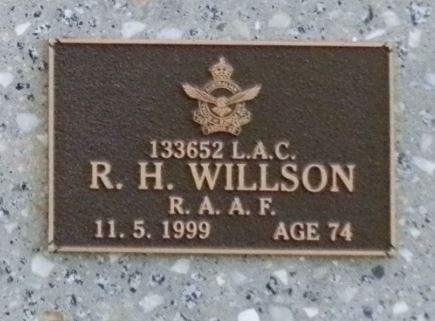 133652 L.A.C.
R. H. WILLSON
R. A. A. F.
11. 5. 1999 AGE 74